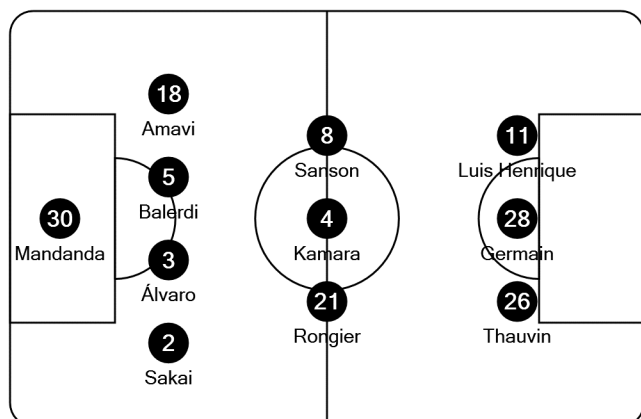 18
Amavi
5
Balerdi
30
Mandanda
3
Álvaro
2
Sakai
8
Sanson
4
Kamara
21
Rongier
11
Luis Henrique
28
Germain
26
Thauvin